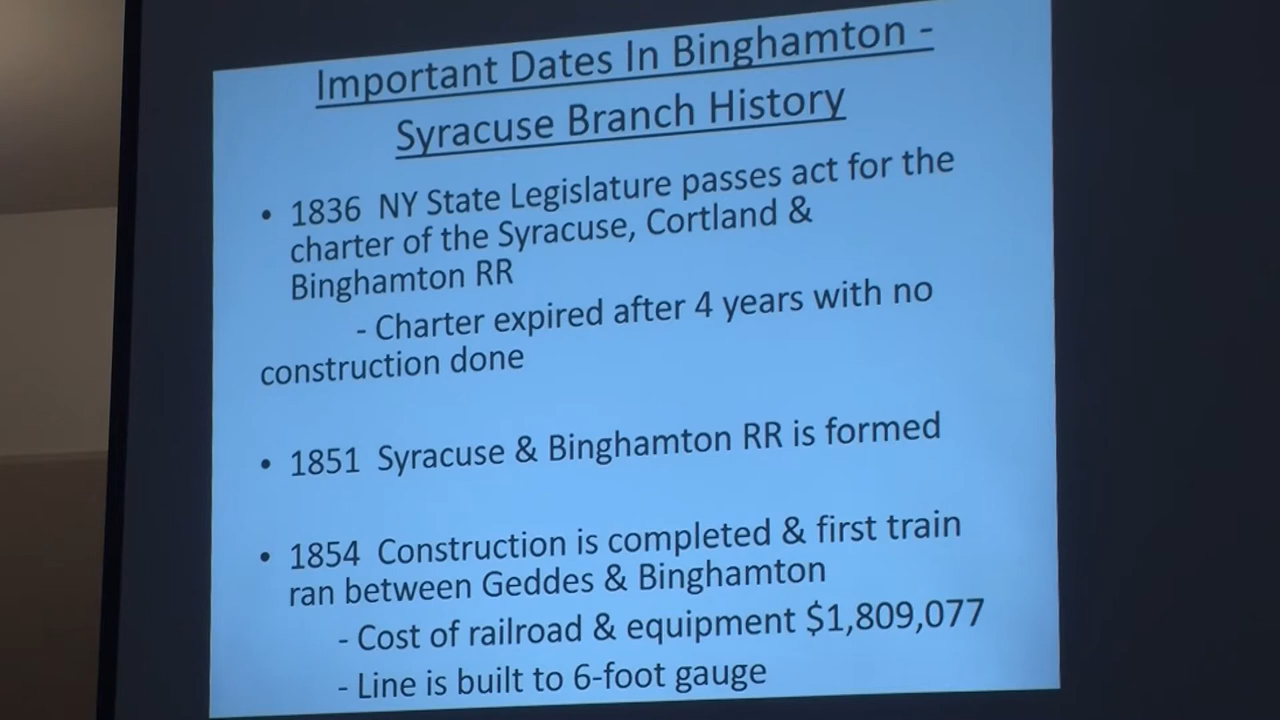 Important Dates In Binghamton -
Syracuse Branch History
• 1836 NY State Legislature passes act for the
charter of the Syracuse, Cortland &
Binghamton RR
- Charter expired after 4 years with no
construction done
• 1851 Syracuse & Binghamton RR is formed
• 1854 Construction is completed & first train
ran between Geddes & Binghamton
- Cost of railroad & equipment $1,809,077
- Line is built to 6-foot gauge